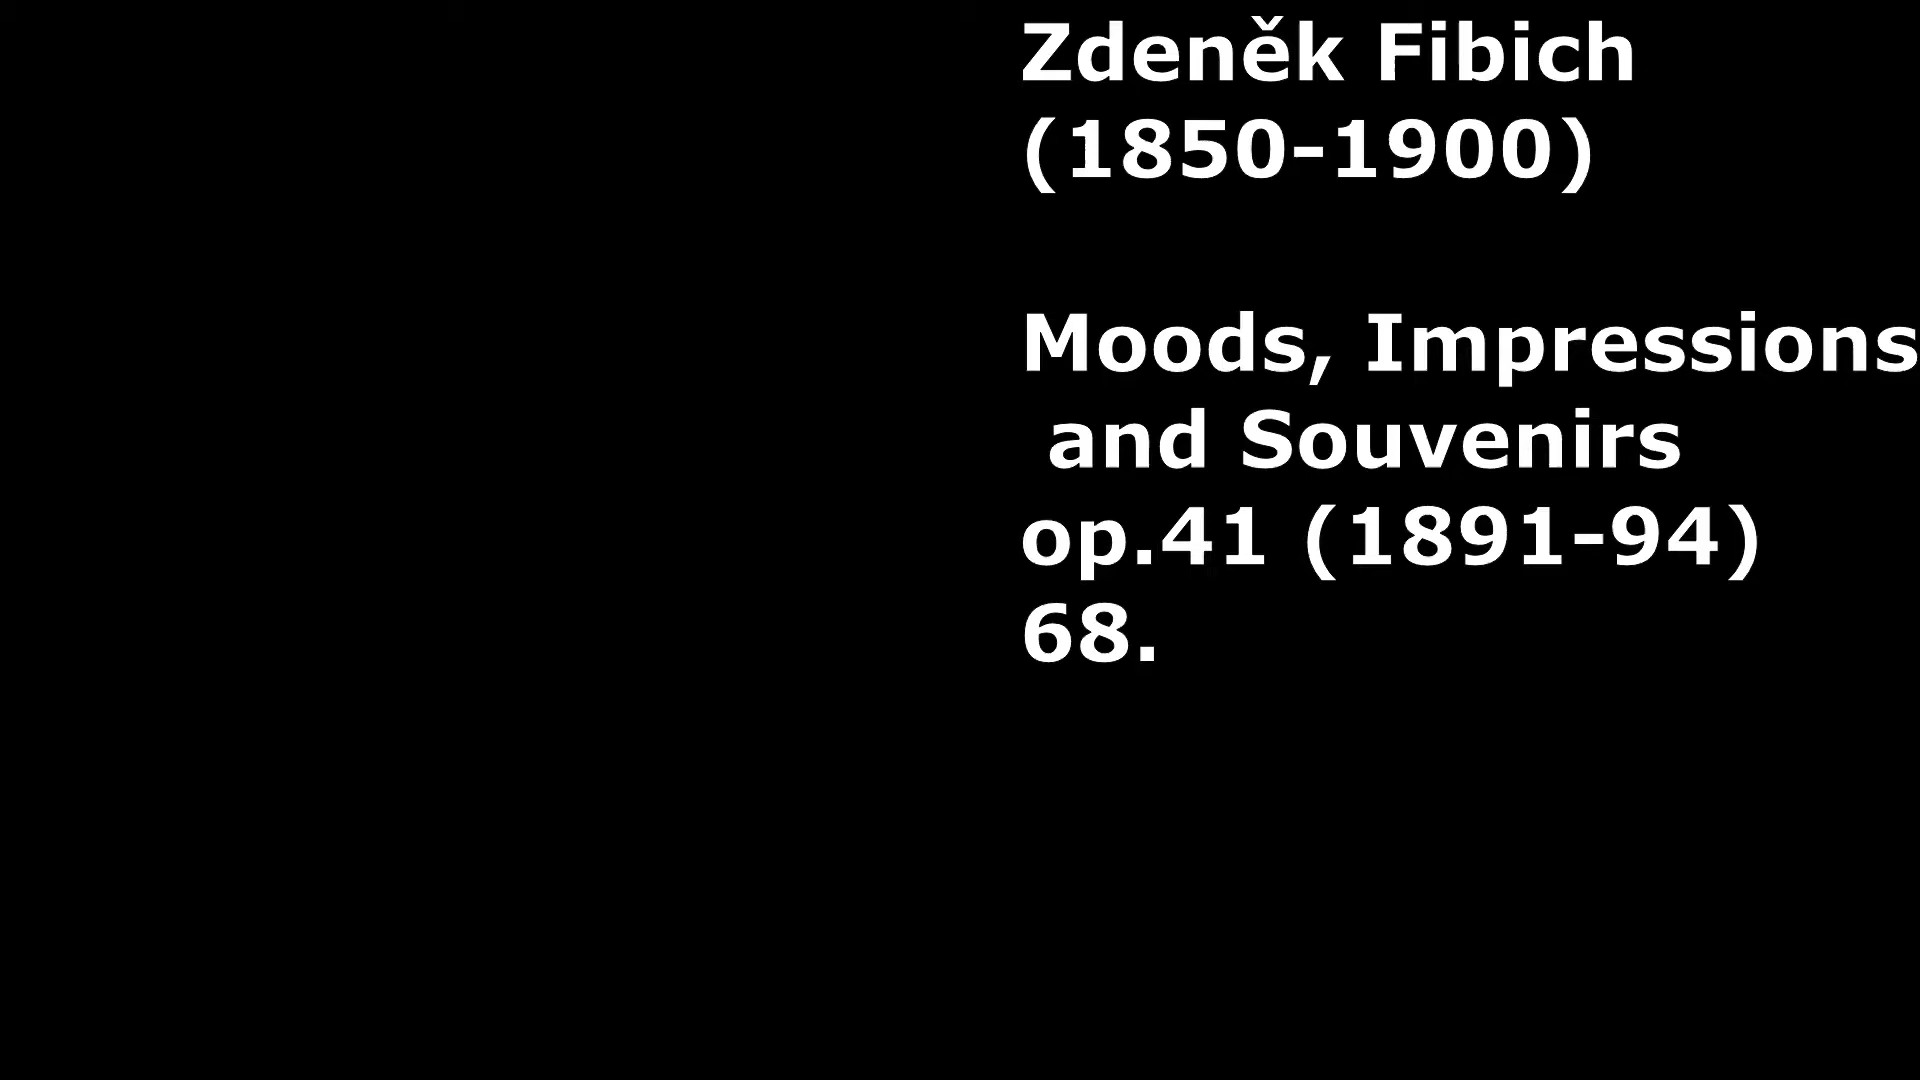 Zdeněk Fibich
(1850-1900)
Moods, Impressions
and Souvenirs
op.41 (1891-94)
68.